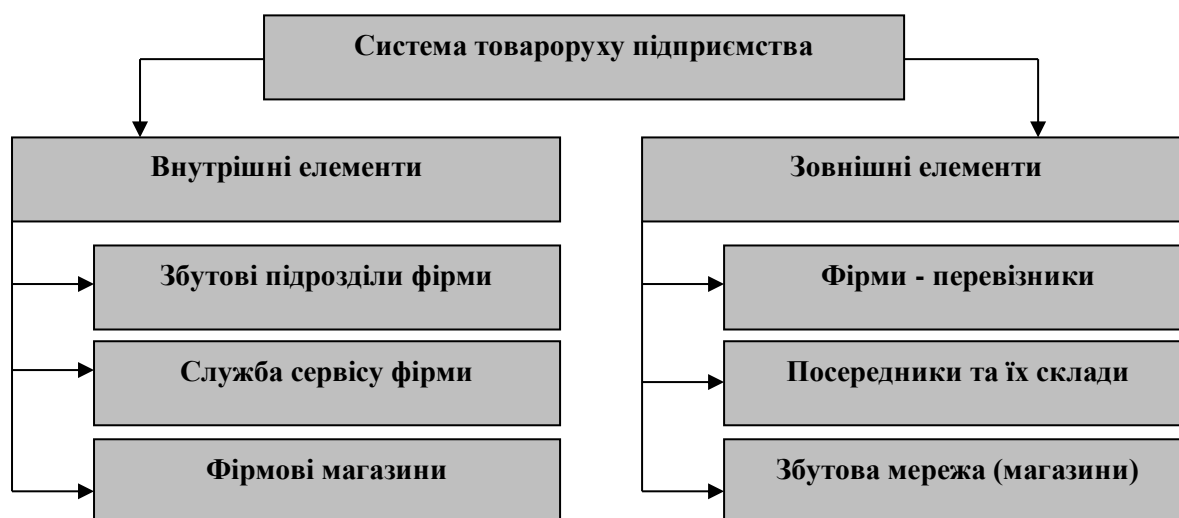 Система товароруху підприємства
Внутрішні елементи
Збутові підрозділи фірми
Служба сервісу фірми
Фірмові магазини
Зовнішні елементи
Фірми - перевізники
Посередники та їх склади
Збутова мережа (магазини)